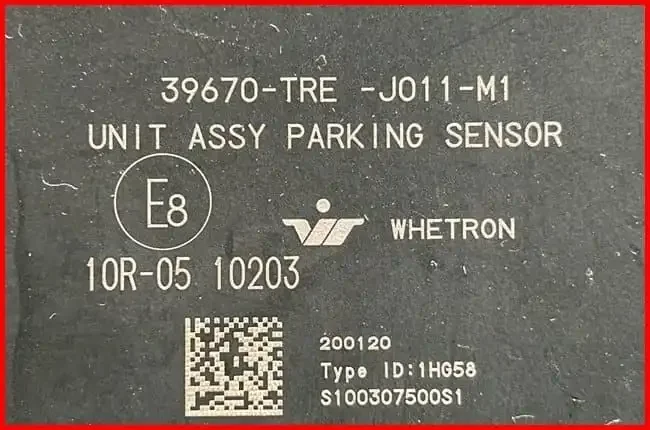 39670-TRE -J011-M1
UNIT ASSY PARKING SENSOR
E8
WHETRON
10R-05 10203
200120
Type ID:1HG58
S100307500S1